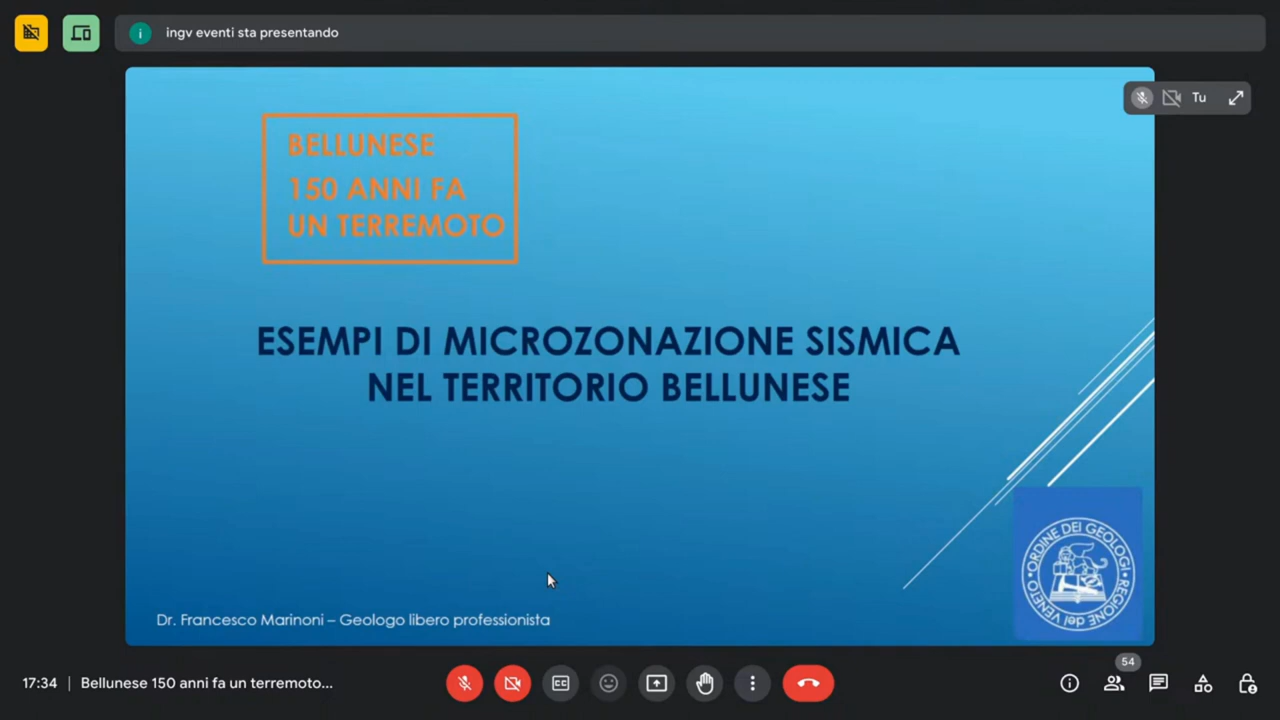 ingv eventi sta presentando
Tu
BELLUNESE
150 ANNI FA
UN TERREMOTO
ESEMPI DI MICROZONAZIONE SISMICA
NEL TERRITORIO BELLUNESE
ORDINE DEI GEOLOGI
REGIONE del VENETO
Dr. Francesco Marinoni – Geologo libero professionista
54
17:34 | Bellunese 150 anni fa un terremoto...